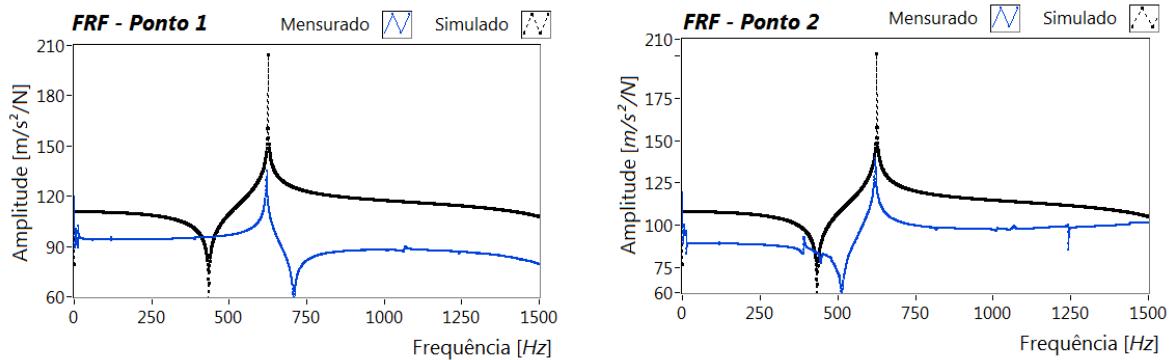 FRF - Ponto 1 Mensurado Simulado
210
180
150
120
90
60
Amplitude [m/s²/N]
0 250 500 750 1000 1250 1500
Frequência [Hz]
FRF - Ponto 2 Mensurado Simulado
210
175
150
125
100
75
60
Amplitude [m/s²/N]
0 250 500 750 1000 1250 1500
Frequência [Hz]